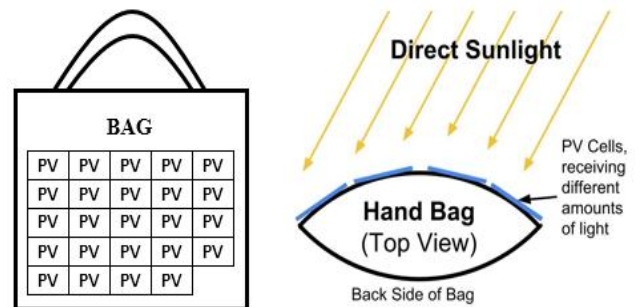 BAG
PV PV PV PV PV
PV PV PV PV PV
PV PV PV PV PV
PV PV PV PV PV
PV PV PV PV
Direct Sunlight
PV Cells,
receiving
different
amounts
of light
Hand Bag
(Top View)
Back Side of Bag